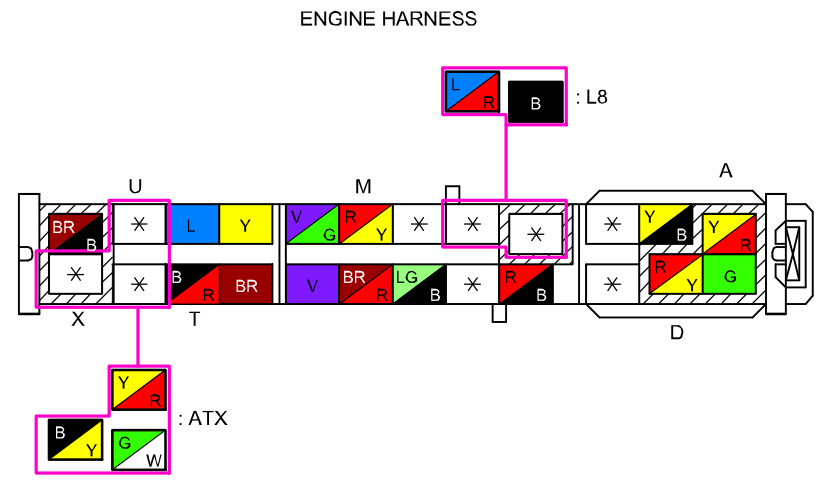 ENGINE HARNESS
L R B : L8
U M A
BR B * L Y V G R Y * * * * Y B Y R
* * B R BR V BR R LG B * R B * R Y G
X T D
Y R
: ATX
B Y G W